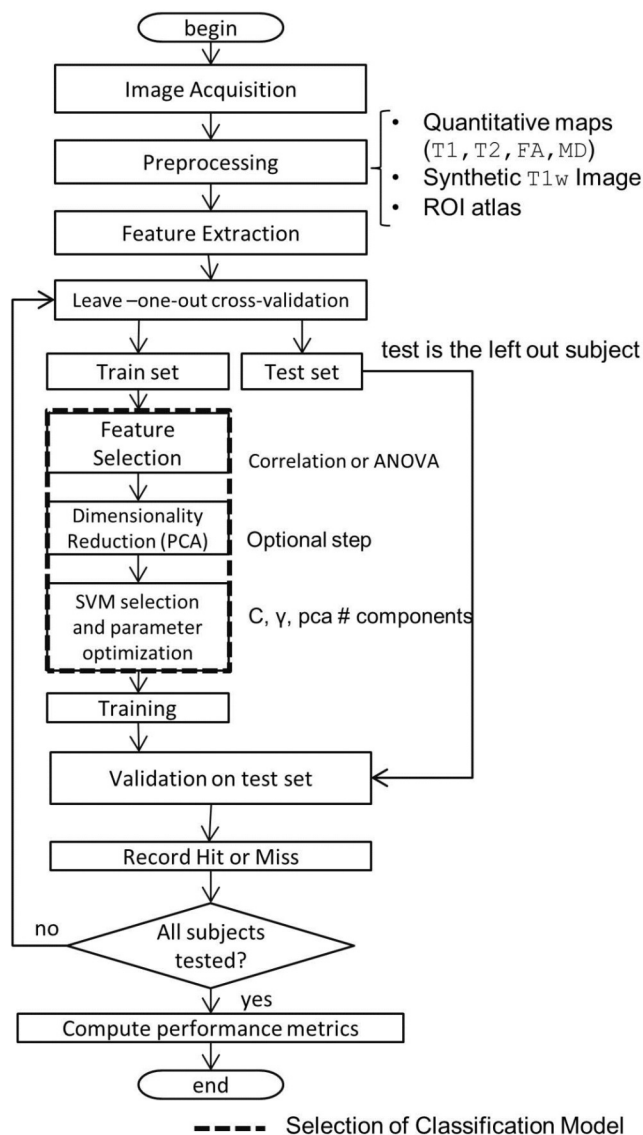 begin
Image Acquisition
Preprocessing
• Quantitative maps
(T1,T2,FA,MD)
• Synthetic T1w Image
• ROI atlas
Feature Extraction
Leave –one-out cross-validation
Train set
Test set
test is the left out subject
Feature
Selection
Correlation or ANOVA
Dimensionality
Reduction (PCA)
Optional step
SVM selection
and parameter
optimization
C, γ, pca # components
Training
Validation on test set
Record Hit or Miss
All subjects
tested?
no
yes
Compute performance metrics
end
Selection of Classification Model